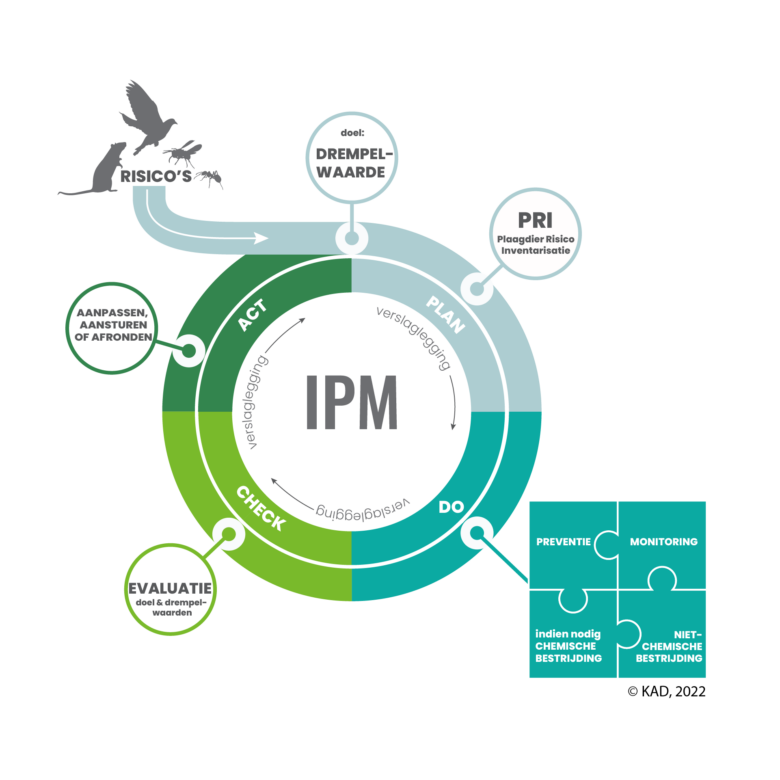 RISICO'S
doel:
DREMPEL-
WAARDE
PRI
Plaagdier Risico
Inventarisatie
AANPASSEN,
AANSTUREN
OF AFRONDEN
ACT
PLAN
verslaglegging
verslaglegging
IPM
verslaglegging
CHECK
DO
EVALUATIE
doel & drempel-
waarden
PREVENTIE
MONITORING
indien nodig
CHEMISCHE
BESTRIJDING
NIET-
CHEMISCHE
BESTRIJDING
© KAD, 2022